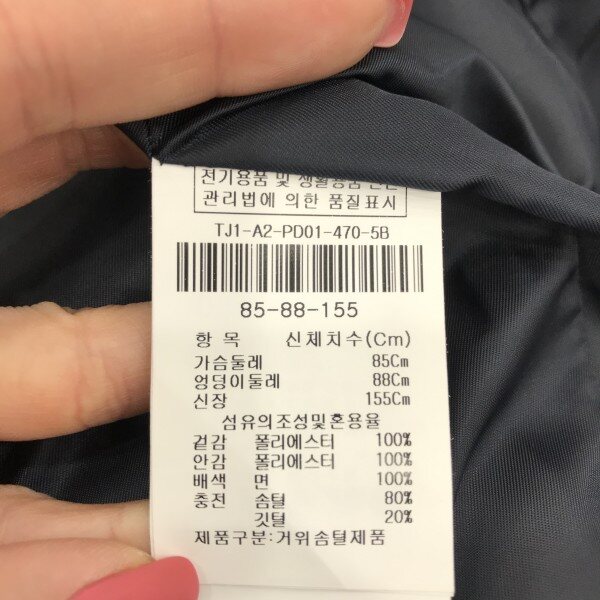 전기용품 및 생활용품 안전
관리법에 의한 품질표시
TJ1-A2-PD01-470-5B
85-88-155
항 목 신체치수(Cm)
가슴둘레 85Cm
엉덩이둘레 88Cm
신장 155Cm
섬유의조성및혼용율
겉감 폴리에스터 100%
안감 폴리에스터 100%
배색 면 100%
충전 솜털 80%
깃털 20%
제품구분:거위솜털제품